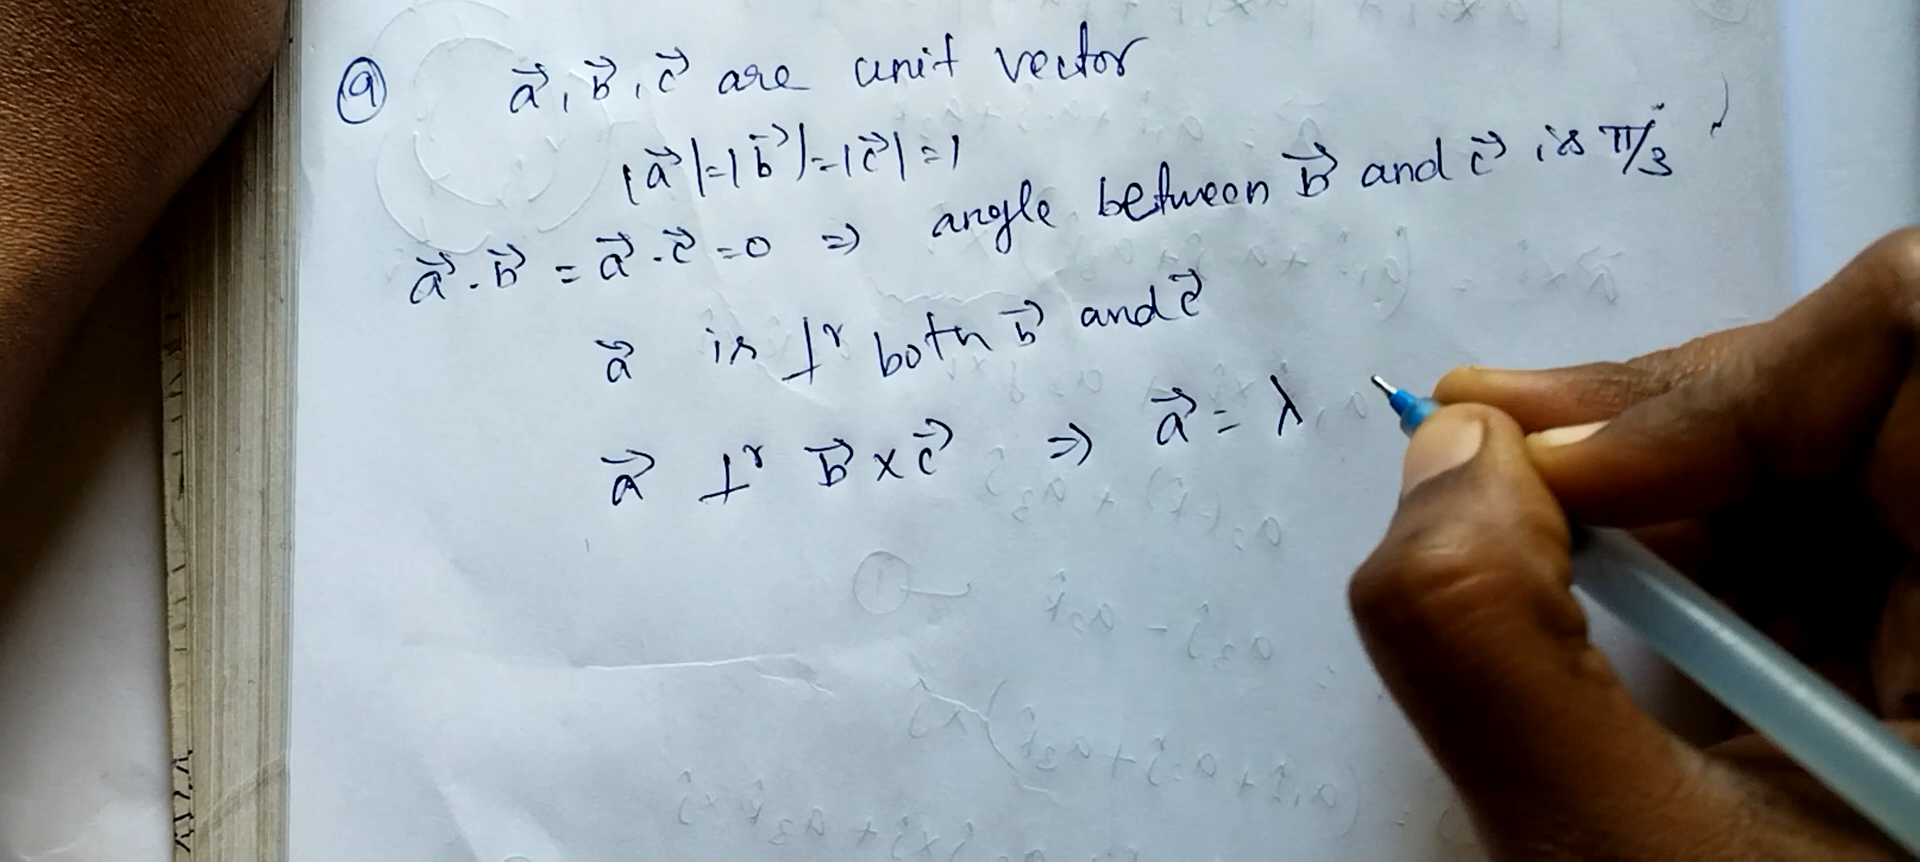 ⑨ a⃗, b⃗, c⃗ are unit vector
|a⃗|=|b⃗|=|c⃗|=1
a⃗.b⃗ = a⃗.c⃗ =0 ⇒ angle between b⃗ and c⃗ is π/3
a⃗ is ⊥r both b⃗ and c⃗
a⃗ ⊥r b⃗ × c⃗ ⇒ a⃗ = λ